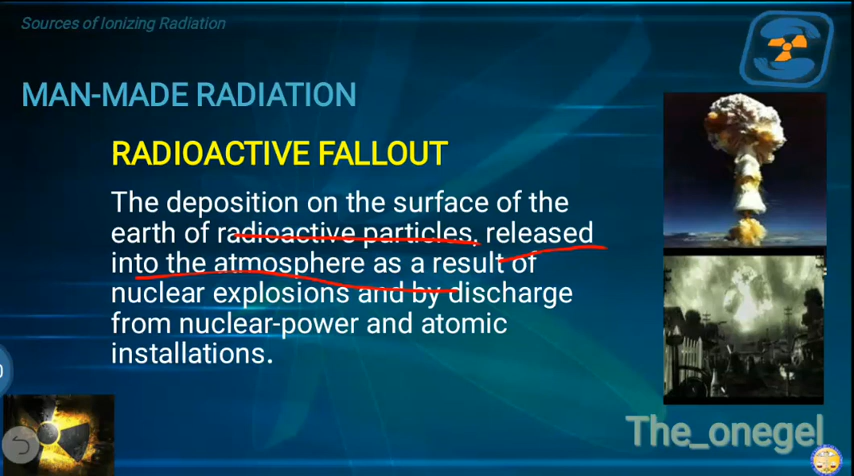 Sources of Ionizing Radiation
MAN-MADE RADIATION
RADIOACTIVE FALLOUT
The deposition on the surface of the
earth of radioactive particles, released
into the atmosphere as a result of
nuclear explosions and by discharge
from nuclear-power and atomic
installations.
The_onegel